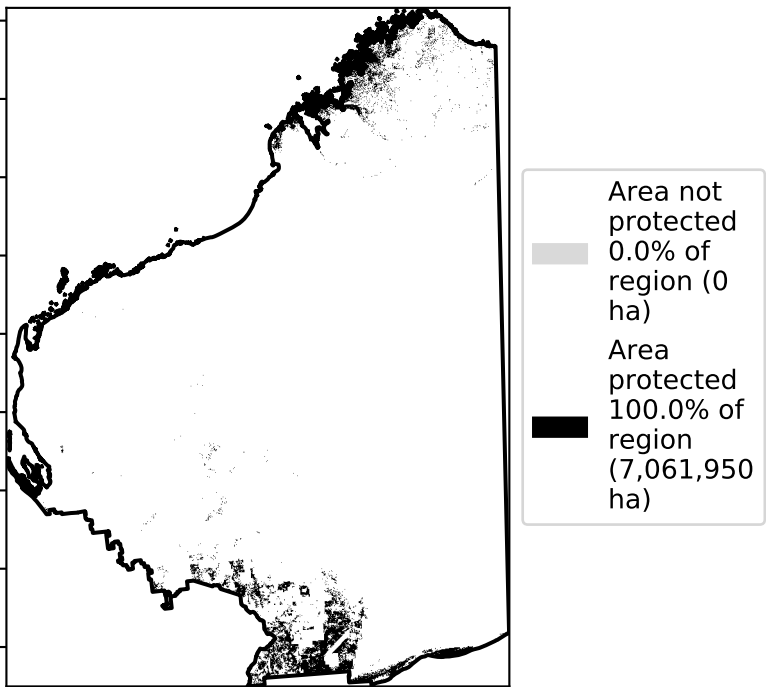 Area not
protected
0.0% of
region (0
ha)
Area
protected
100.0% of
region
(7,061,950
ha)